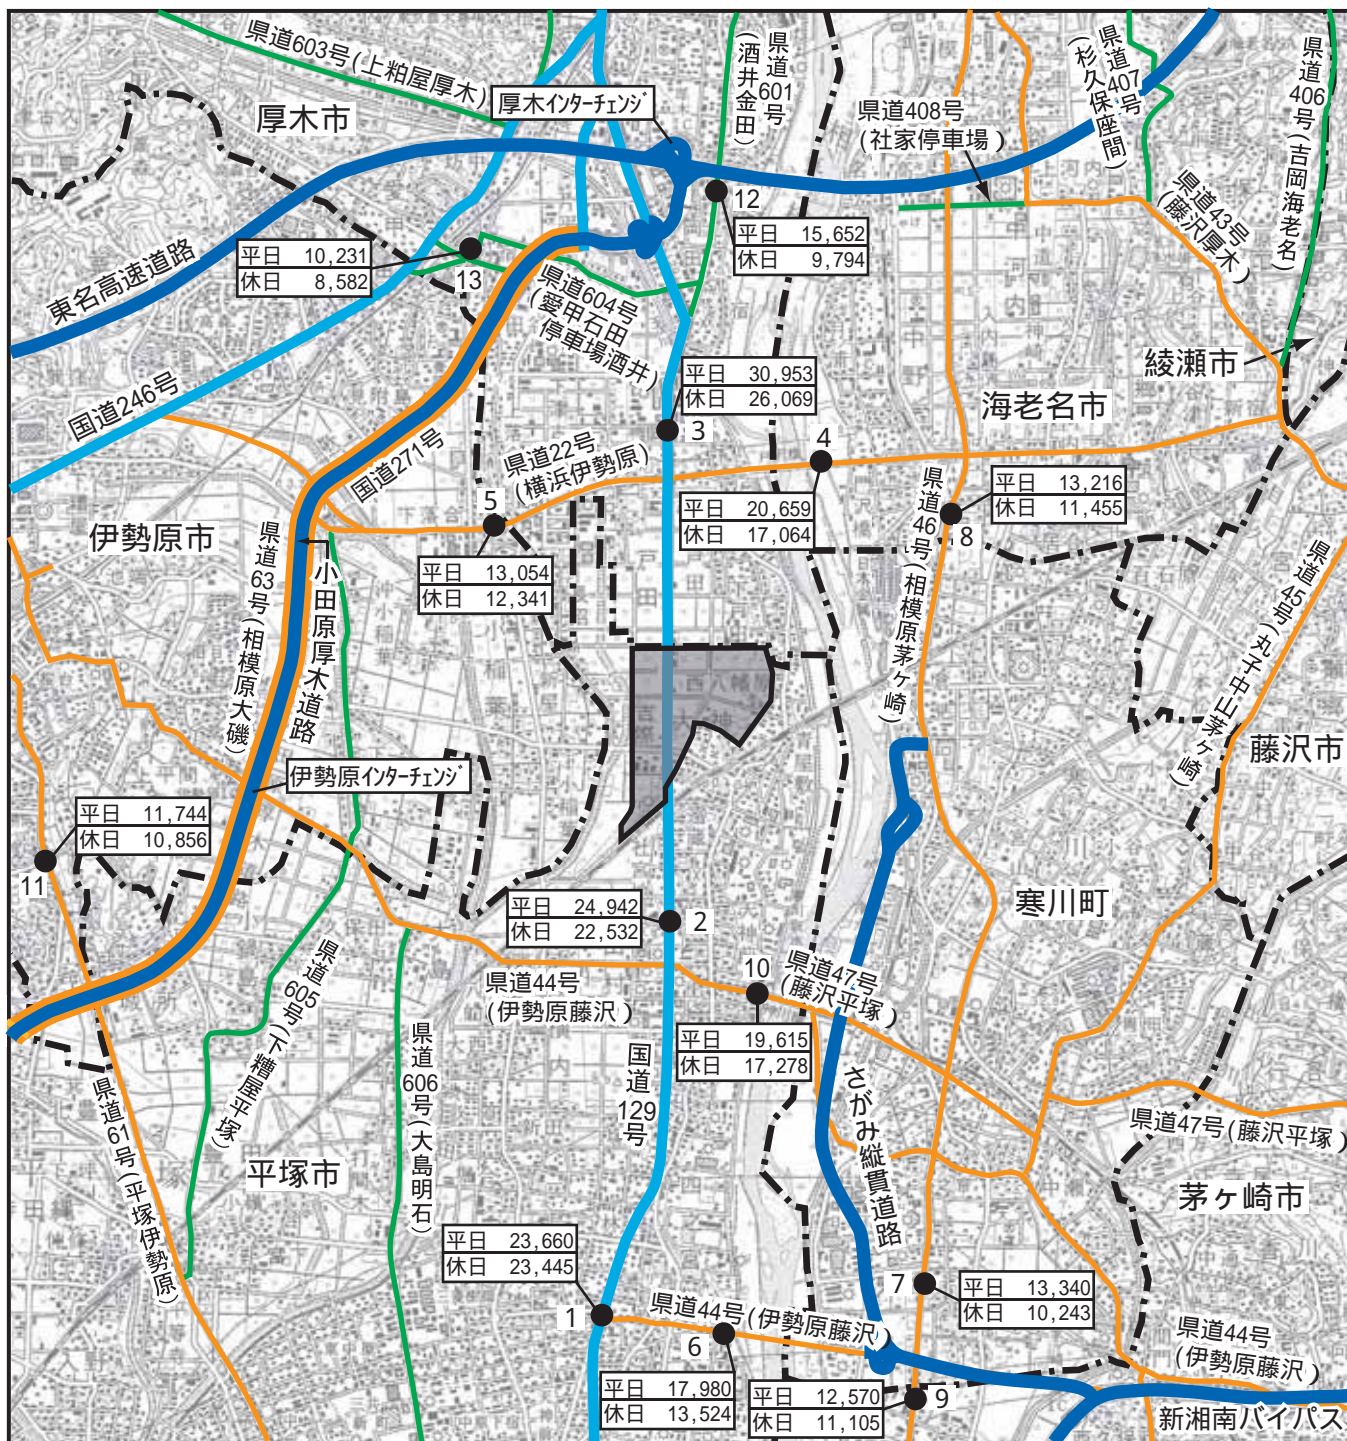 県道603号(上粕屋厚木)
厚木市
厚木インターチェンジ
県道601号
(酒井金田)
県道408号
(社家停車場)
県道407号
(杉久保座間)
県道406号(吉岡海老名)
県道43号
(藤沢厚木)
東名高速道路
12
平日 15,652
休日 9,794
平日 10,231
休日 8,582
13
県道604号
(愛甲石田
停車場酒井)
国道246号
綾瀬市
平日 30,953
休日 26,069
3
海老名市
国道271号
県道22号
(横浜伊勢原)
4
平日 20,659
休日 17,064
5
平日 13,054
休日 12,341
県道46号(相模原茅ヶ崎)
平日 13,216
休日 11,455
8
伊勢原市
県道63号(相模原大磯)
小田原厚木道路
県道45号(丸子中山茅ヶ崎)
藤沢市
伊勢原インターチェンジ
平日 11,744
休日 10,856
11
寒川町
平日 24,942
休日 22,532
2
県道44号
(伊勢原藤沢)
10
県道47号
(藤沢平塚)
平日 19,615
休日 17,278
県道605号(下糟屋平塚)
県道606号(大島明石)
国道129号
さがみ縦貫道路
県道61号(平塚伊勢原)
平塚市
県道47号(藤沢平塚)
茅ヶ崎市
平日 23,660
休日 23,445
1
県道44号(伊勢原藤沢)
6
7
平日 13,340
休日 10,243
県道44号
(伊勢原藤沢)
平日 17,980
休日 13,524
平日 12,570
休日 11,105
9
新湘南バイパス